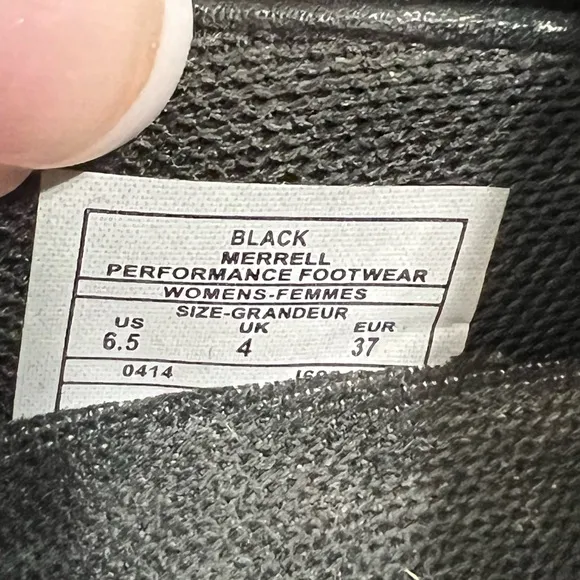 BLACK
MERRELL
PERFORMANCE FOOTWEAR
WOMENS-FEMMES
SIZE-GRANDEUR
US UK EUR
6.5 4 37
0414